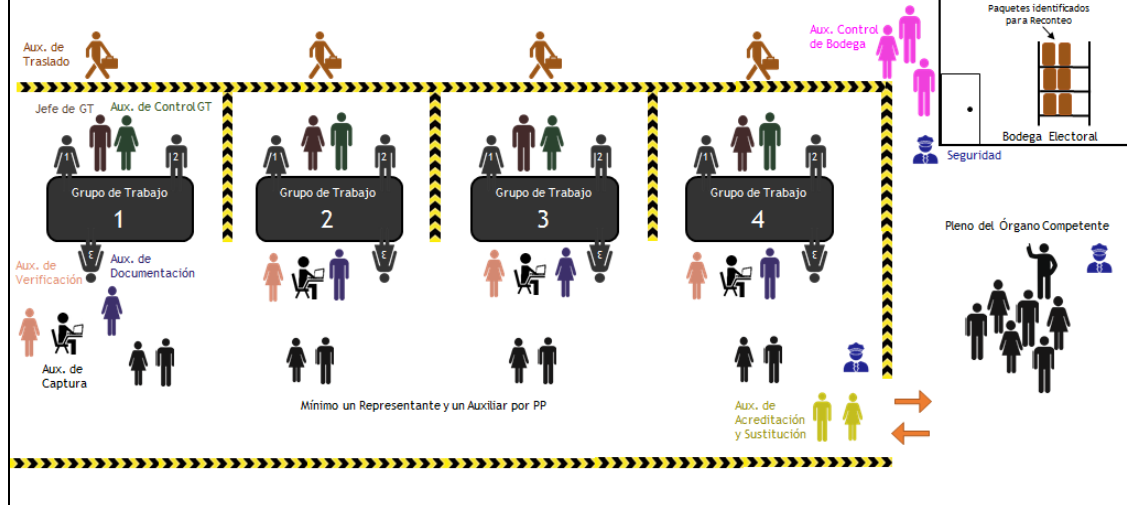 Paquetes identificados
para Reconteo
Aux. Control
de Bodega
Aux. de
Traslado
Jefe de GT
Aux. de Control GT
Bodega Electoral
Seguridad
1
2
1
2
1
2
1
2
Grupo de Trabajo
1
Grupo de Trabajo
2
Grupo de Trabajo
3
Grupo de Trabajo
4
3
3
3
3
Pleno del Órgano Competente
Aux. de
Verificación
Aux. de
Documentación
Aux. de
Captura
Mínimo un Representante y un Auxiliar por PP
Aux. de
Acreditación
y Sustitución